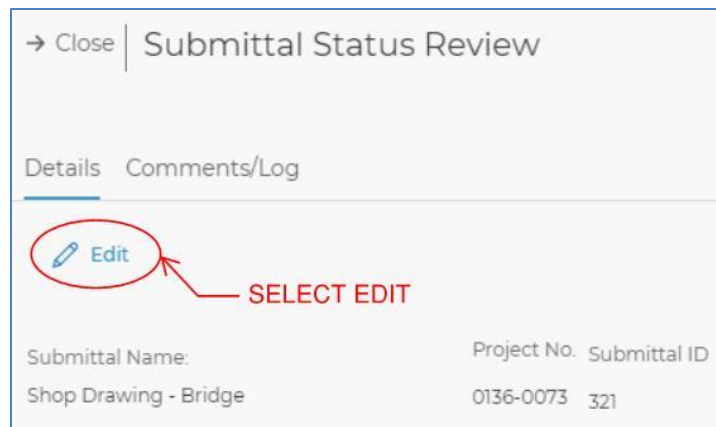 → Close | Submittal Status Review
Details Comments/Log
Edit
SELECT EDIT
Submittal Name: Project No. Submittal ID
Shop Drawing - Bridge 0136-0073 321